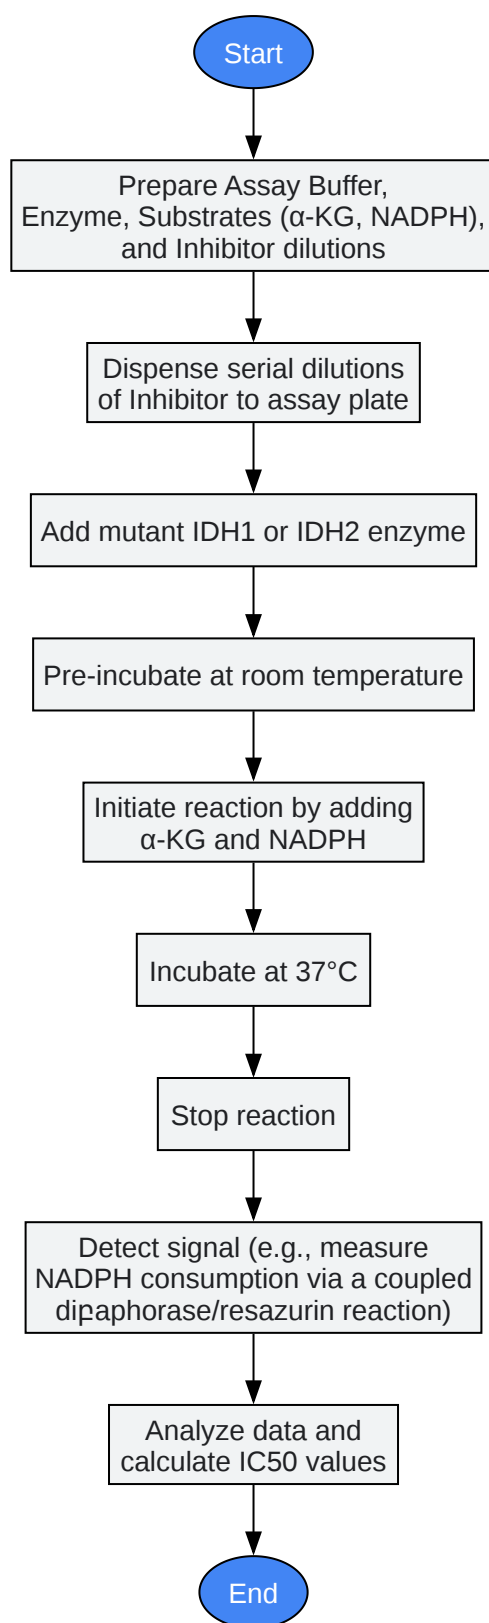 Start
Prepare Assay Buffer,
Enzyme, Substrates (α-KG, NADPH),
and Inhibitor dilutions
Dispense serial dilutions
of Inhibitor to assay plate
Add mutant IDH1 or IDH2 enzyme
Pre-incubate at room temperature
Initiate reaction by adding
α-KG and NADPH
Incubate at 37°C
Stop reaction
Detect signal (e.g., measure
NADPH consumption via a coupled
diբaphorase/resazurin reaction)
Analyze data and
calculate IC50 values
End